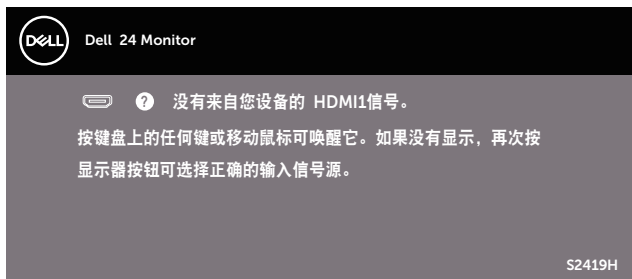 DELL Dell 24 Monitor
? 没有来自您设备的 HDMI1信号。
按键盘上的任何键或移动鼠标可唤醒它。如果没有显示，再次按
显示器按钮可选择正确的输入信号源。
S2419H